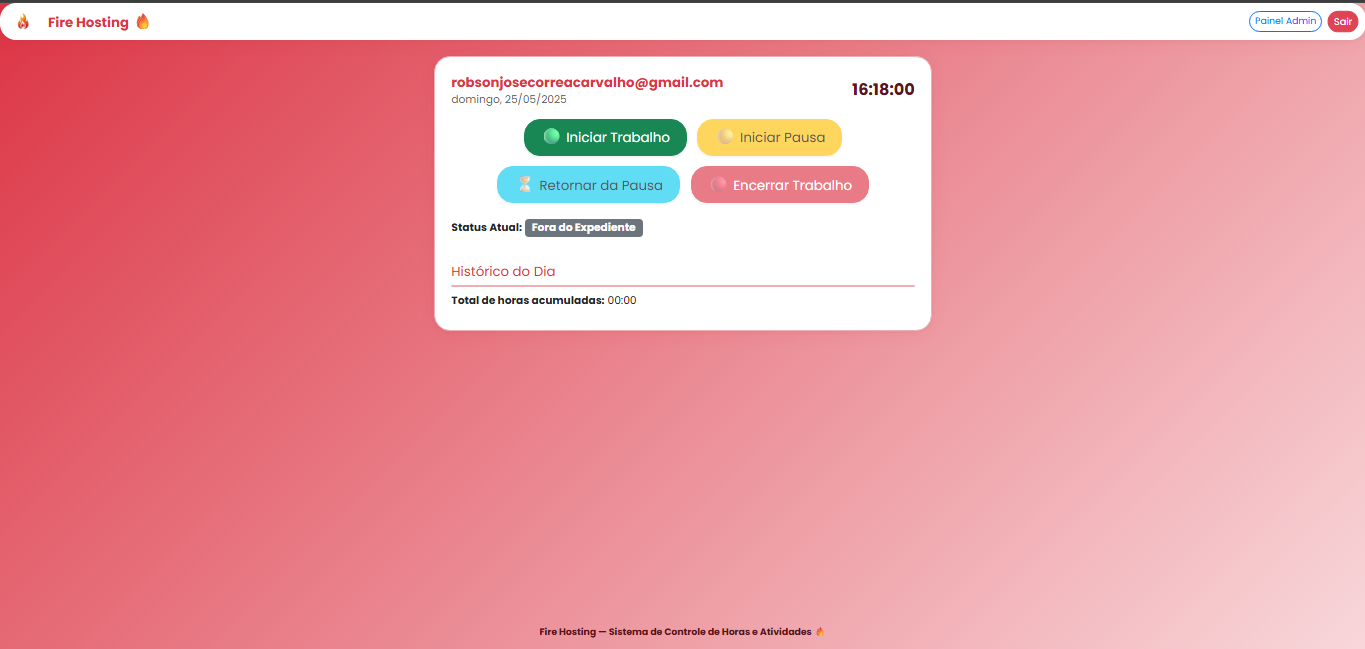 Fire Hosting 🔥 Painel Admin Sair
robsonjosecorreacarvalho@gmail.com 16:18:00
domingo, 25/05/2025
Iniciar Trabalho Iniciar Pausa
Retornar da Pausa Encerrar Trabalho
Status Atual: Fora do Expediente
Histórico do Dia
Total de horas acumuladas: 00:00
Fire Hosting — Sistema de Controle de Horas e Atividades 🔥